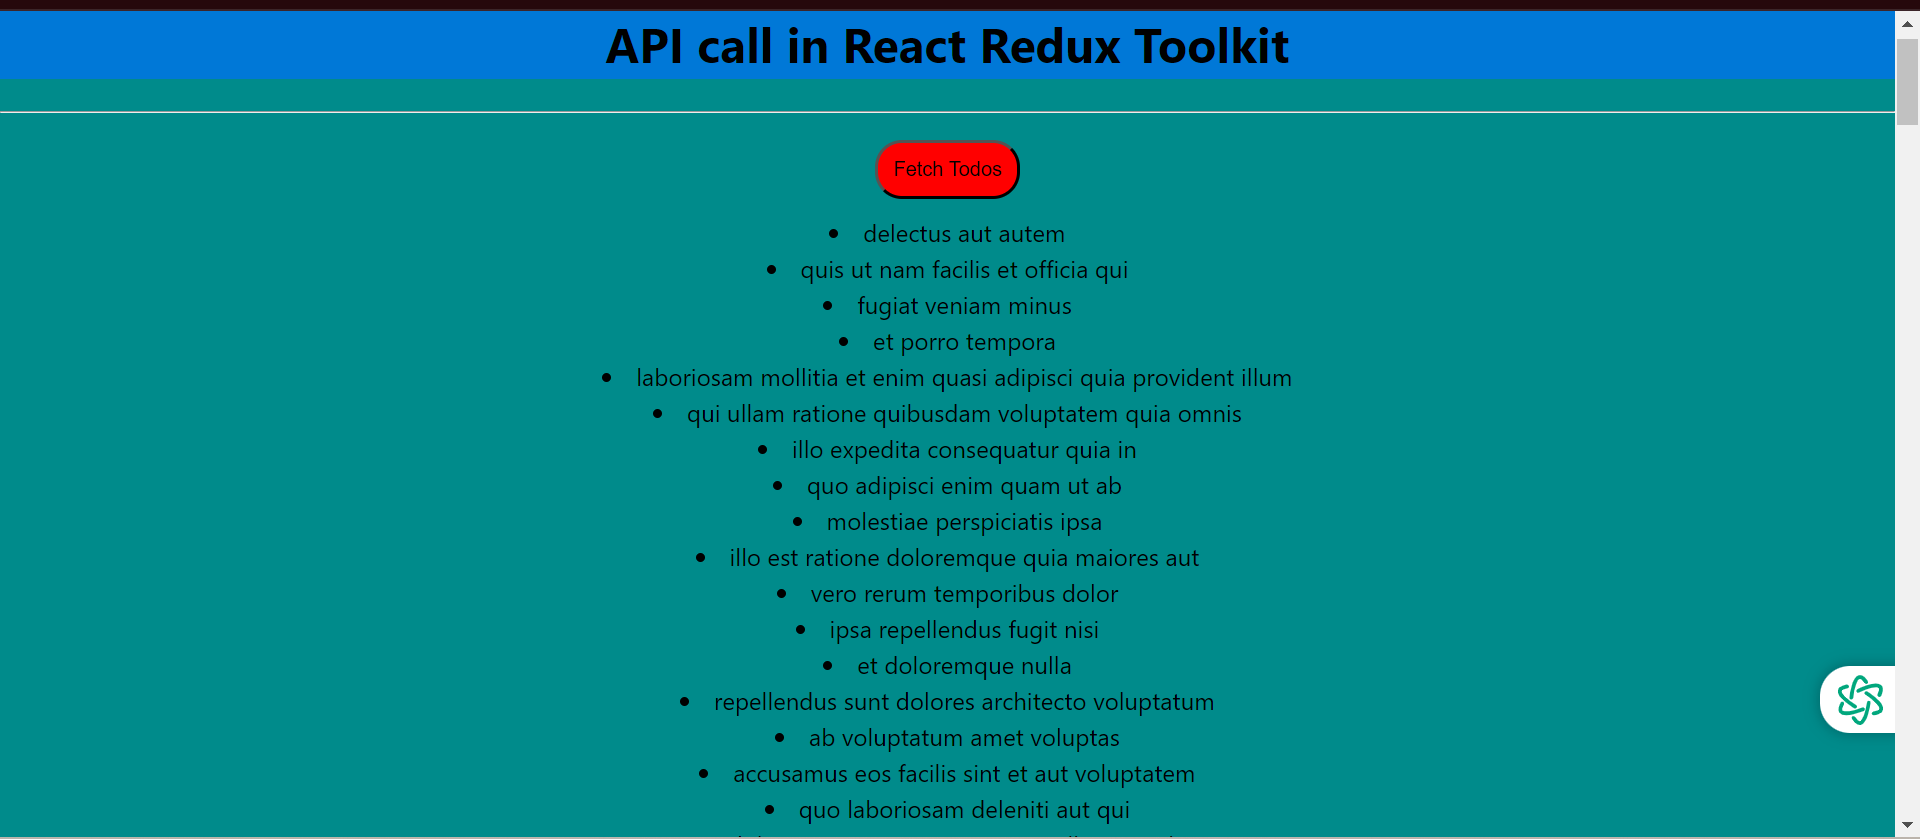 API call in React Redux Toolkit
Fetch Todos
delectus aut autem
quis ut nam facilis et officia qui
fugiat veniam minus
et porro tempora
laboriosam mollitia et enim quasi adipisci quia provident illum
qui ullam ratione quibusdam voluptatem quia omnis
illo expedita consequatur quia in
quo adipisci enim quam ut ab
molestiae perspiciatis ipsa
illo est ratione doloremque quia maiores aut
vero rerum temporibus dolor
ipsa repellendus fugit nisi
et doloremque nulla
repellendus sunt dolores architecto voluptatum
ab voluptatum amet voluptas
accusamus eos facilis sint et aut voluptatem
quo laboriosam deleniti aut qui